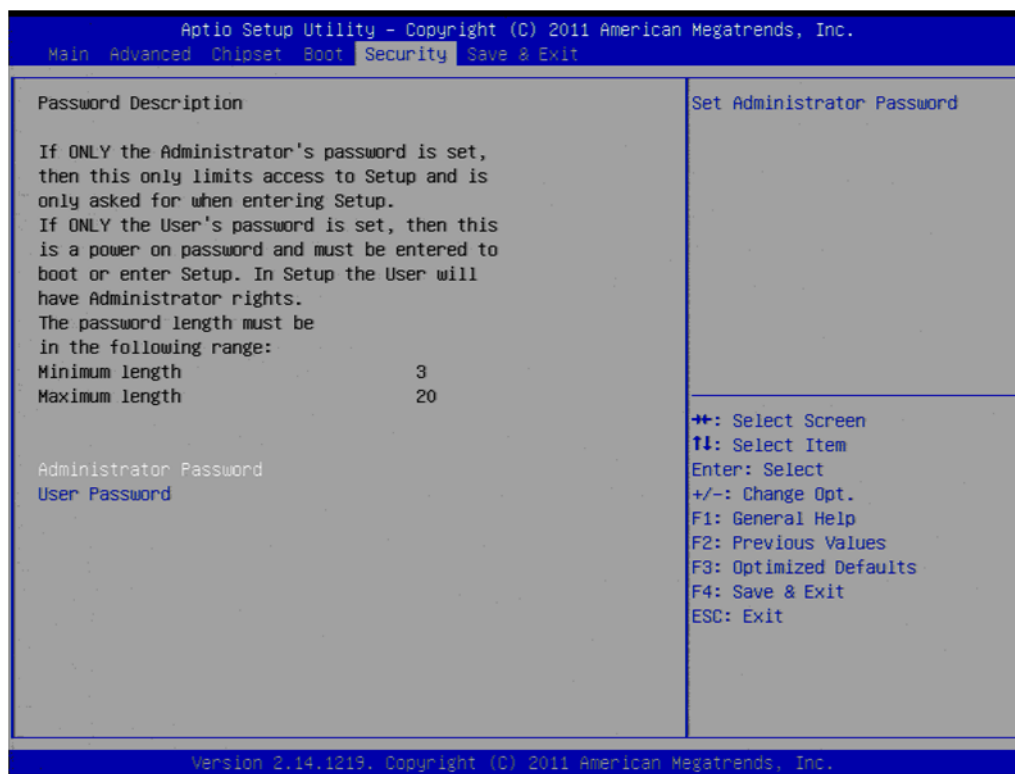 Aptio Setup Utility – Copyright (C) 2011 American Megatrends, Inc.
Main Advanced Chipset Boot Security Save & Exit
Password Description
If ONLY the Administrator's password is set,
then this only limits access to Setup and is
only asked for when entering Setup.
If ONLY the User's password is set, then this
is a power on password and must be entered to
boot or enter Setup. In Setup the User will
have Administrator rights.
The password length must be
in the following range:
Minimum length 3
Maximum length 20
Administrator Password
User Password
Set Administrator Password
→←: Select Screen
↑↓: Select Item
Enter: Select
+/-: Change Opt.
F1: General Help
F2: Previous Values
F3: Optimized Defaults
F4: Save & Exit
ESC: Exit
Version 2.14.1219. Copyright (C) 2011 American Megatrends, Inc.